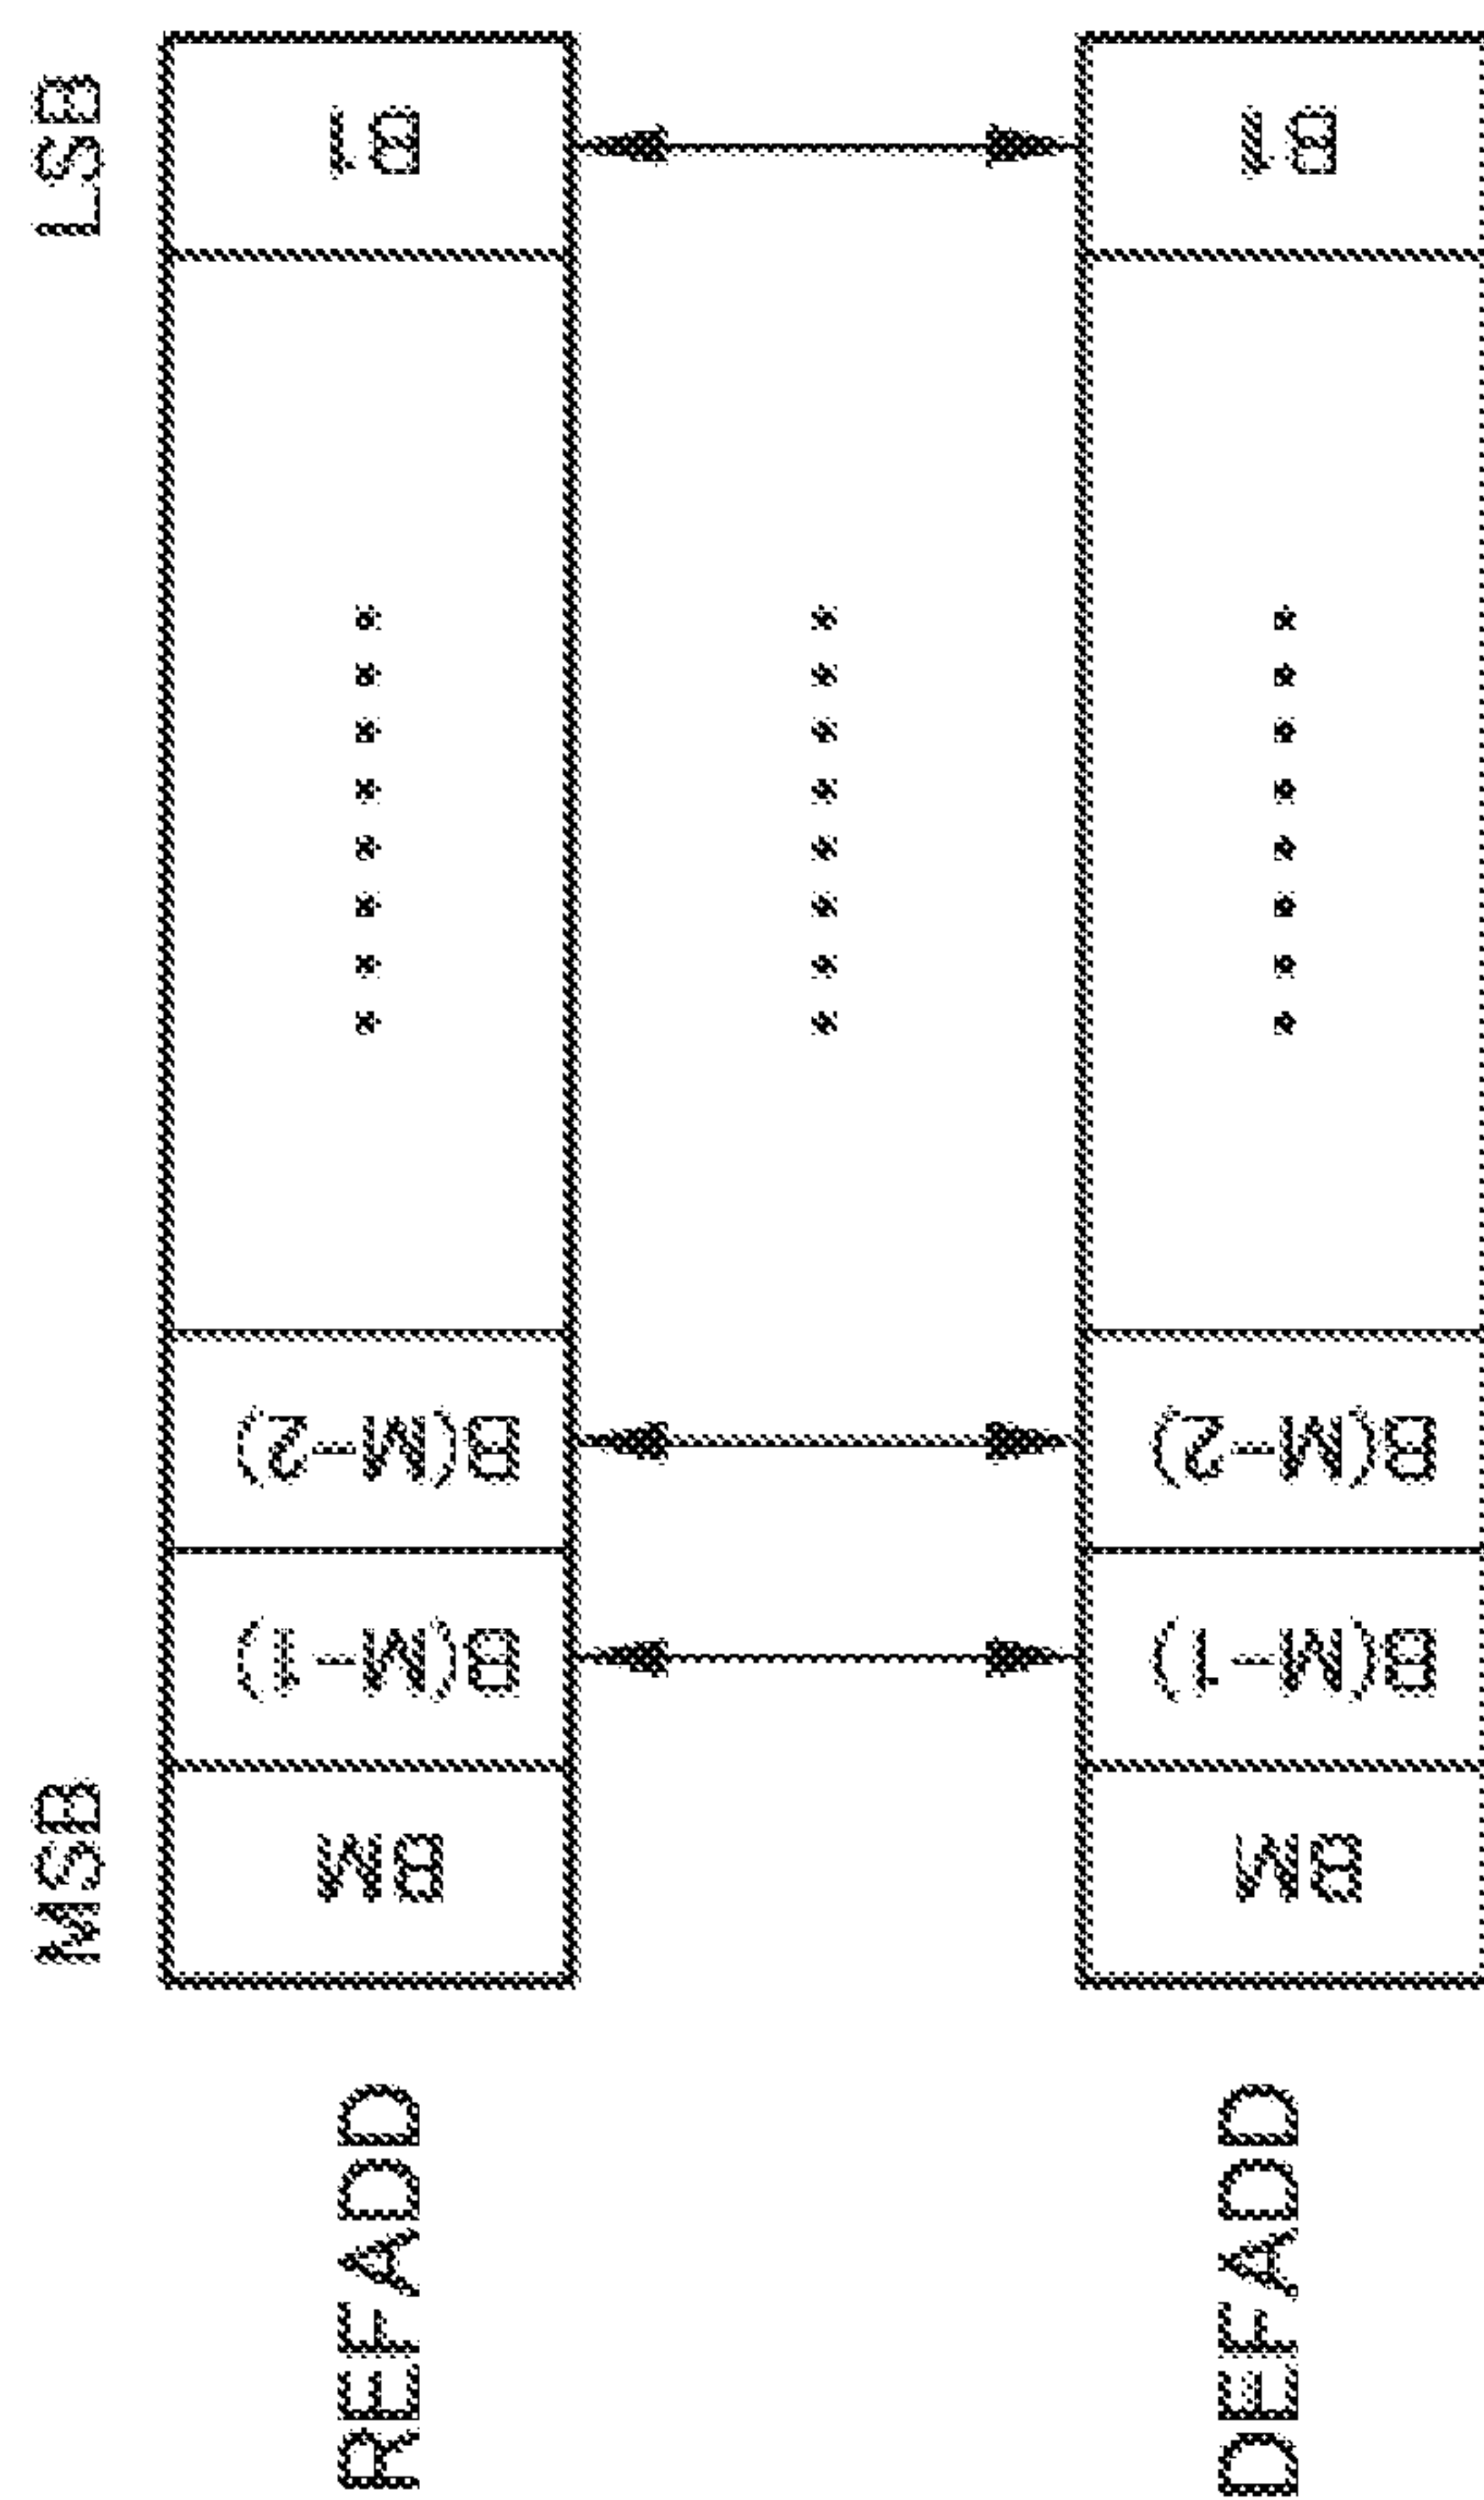 MSB LSB
REFADD BM B(M-1) B(M-2) ........ B1
........
DEFADD BM B(M-1) B(M-2) ........ B1